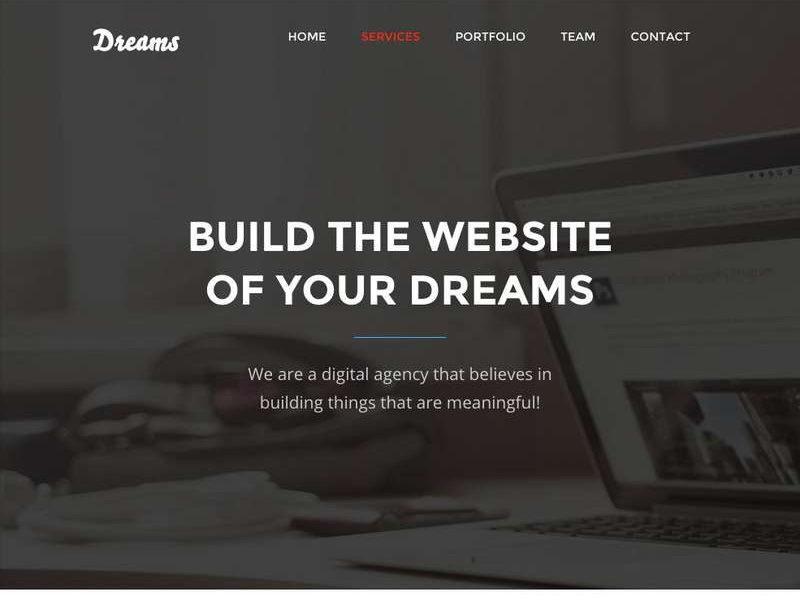 Dreams
HOME SERVICES PORTFOLIO TEAM CONTACT
BUILD THE WEBSITE
OF YOUR DREAMS
We are a digital agency that believes in
building things that are meaningful!